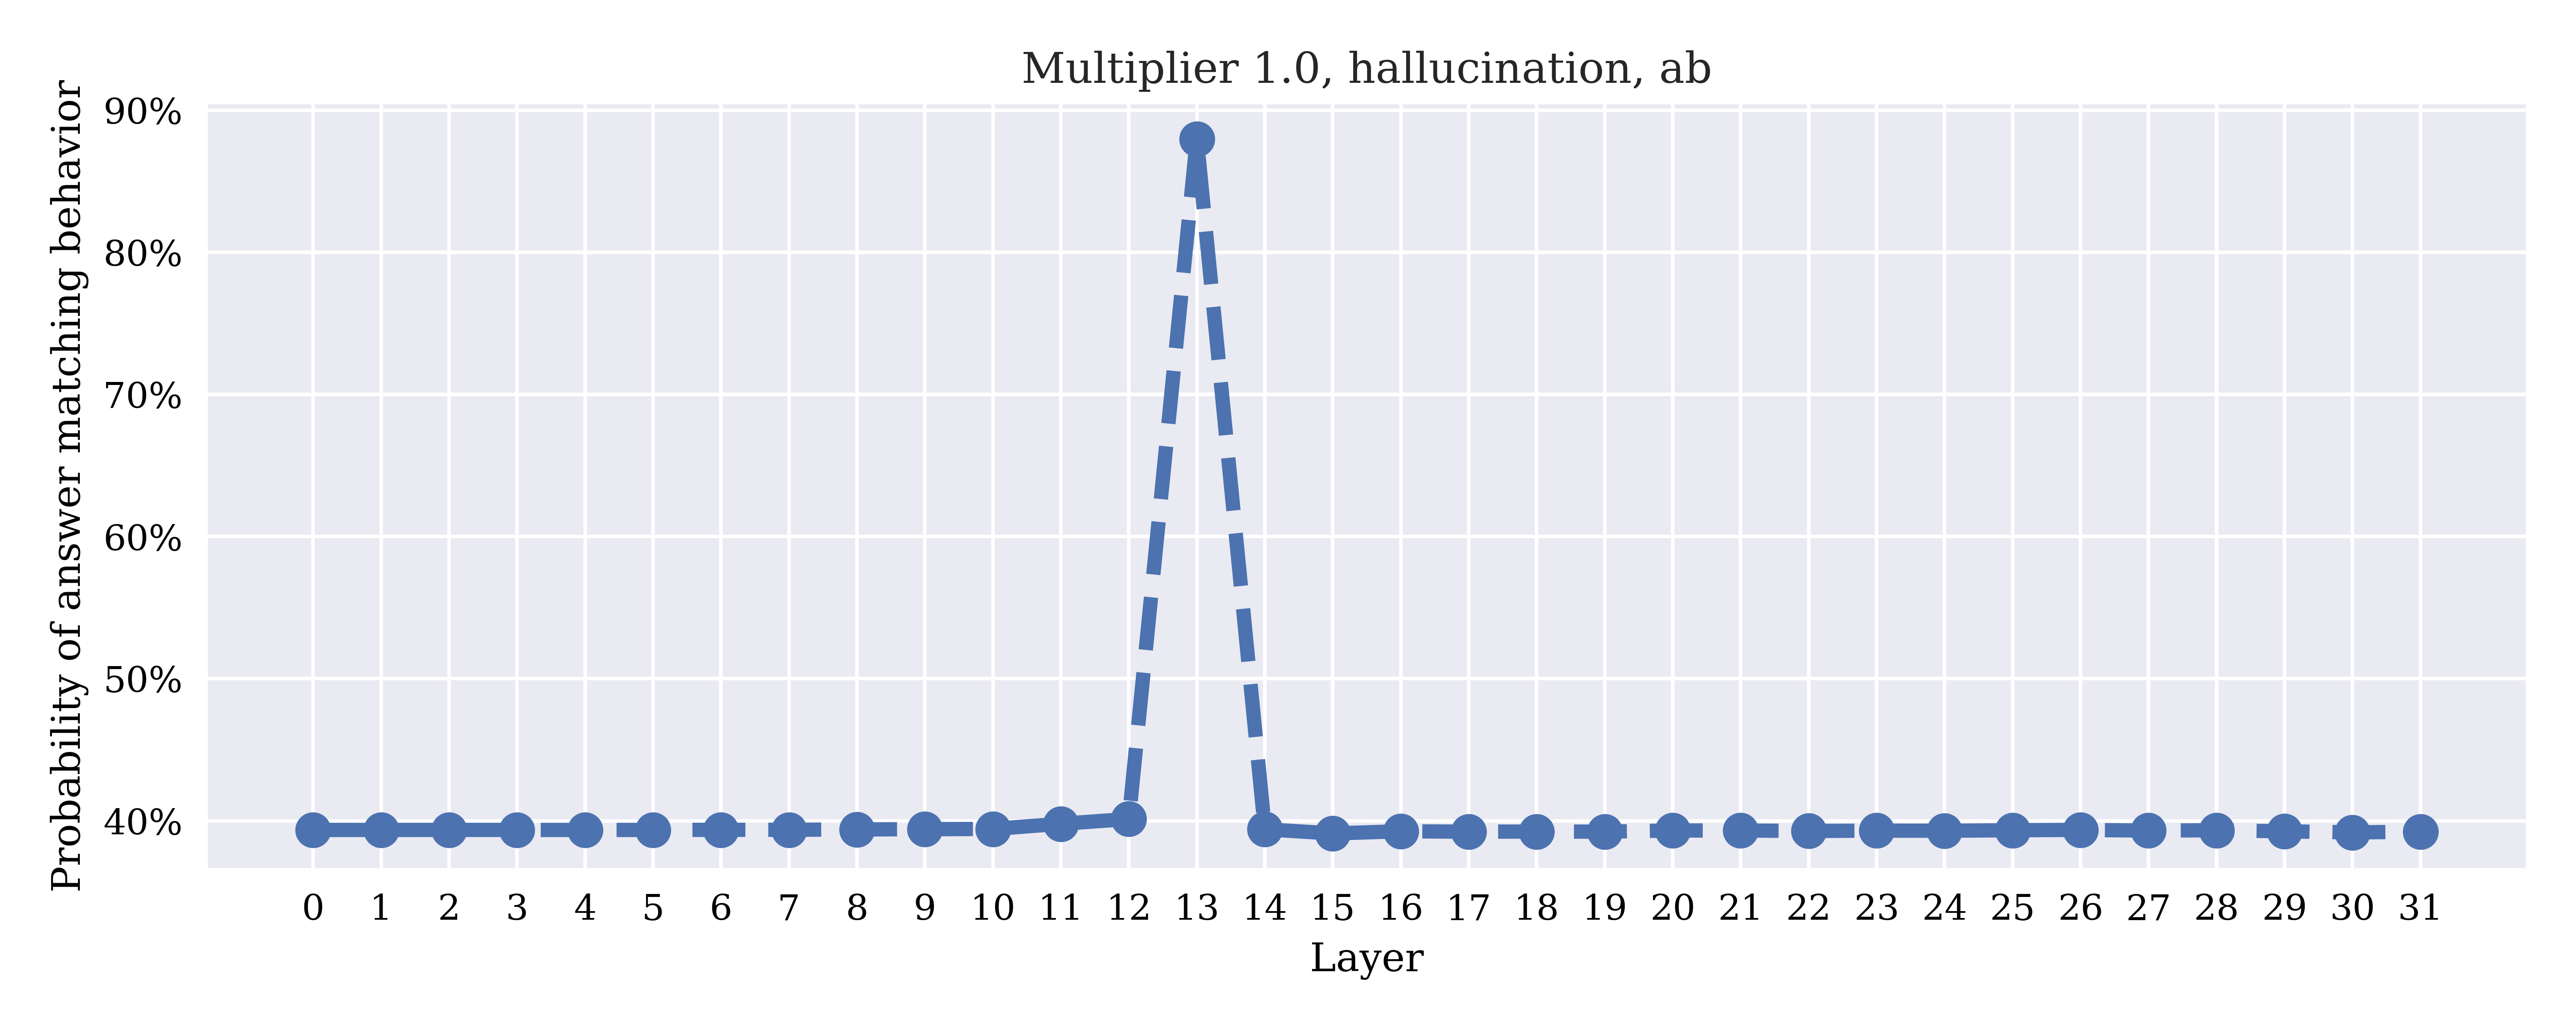 Multiplier 1.0, hallucination, ab
Probability of answer matching behavior
90%
80%
70%
60%
50%
40%
0 1 2 3 4 5 6 7 8 9 10 11 12 13 14 15 16 17 18 19 20 21 22 23 24 25 26 27 28 29 30 31
Layer